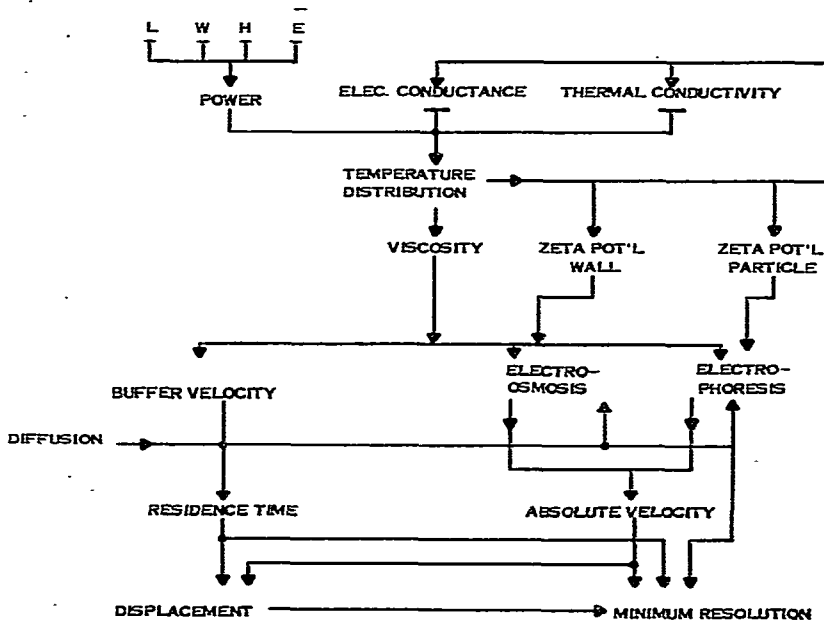 L W H E̅
POWER
ELEC. CONDUCTANCE
THERMAL CONDUCTIVITY
TEMPERATURE
DISTRIBUTION
VISCOSITY
ZETA POT'L
WALL
ZETA POT'L
PARTICLE
BUFFER VELOCITY
ELECTRO-
OSMOSIS
ELECTRO-
PHORESIS
DIFFUSION
RESIDENCE TIME
ABSOLUTE VELOCITY
DISPLACEMENT
MINIMUM RESOLUTION